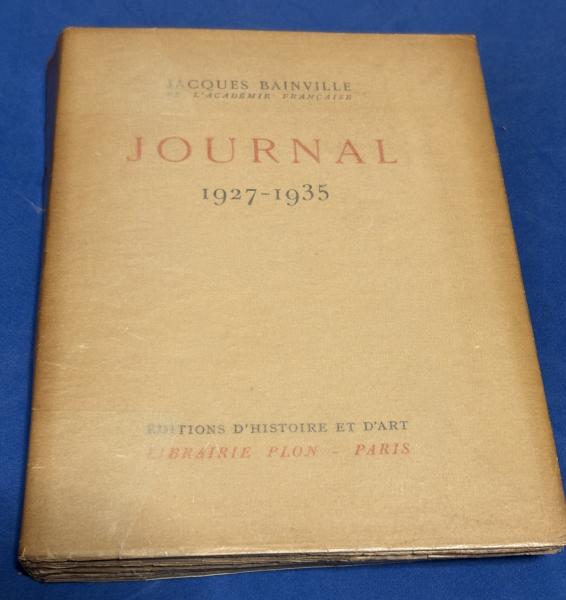 JACQUES BAINVILLE
DE L'ACADÉMIE FRANÇAISE
JOURNAL
1927-1935
ÉDITIONS D'HISTOIRE ET D'ART
LIBRAIRIE PLON - PARIS